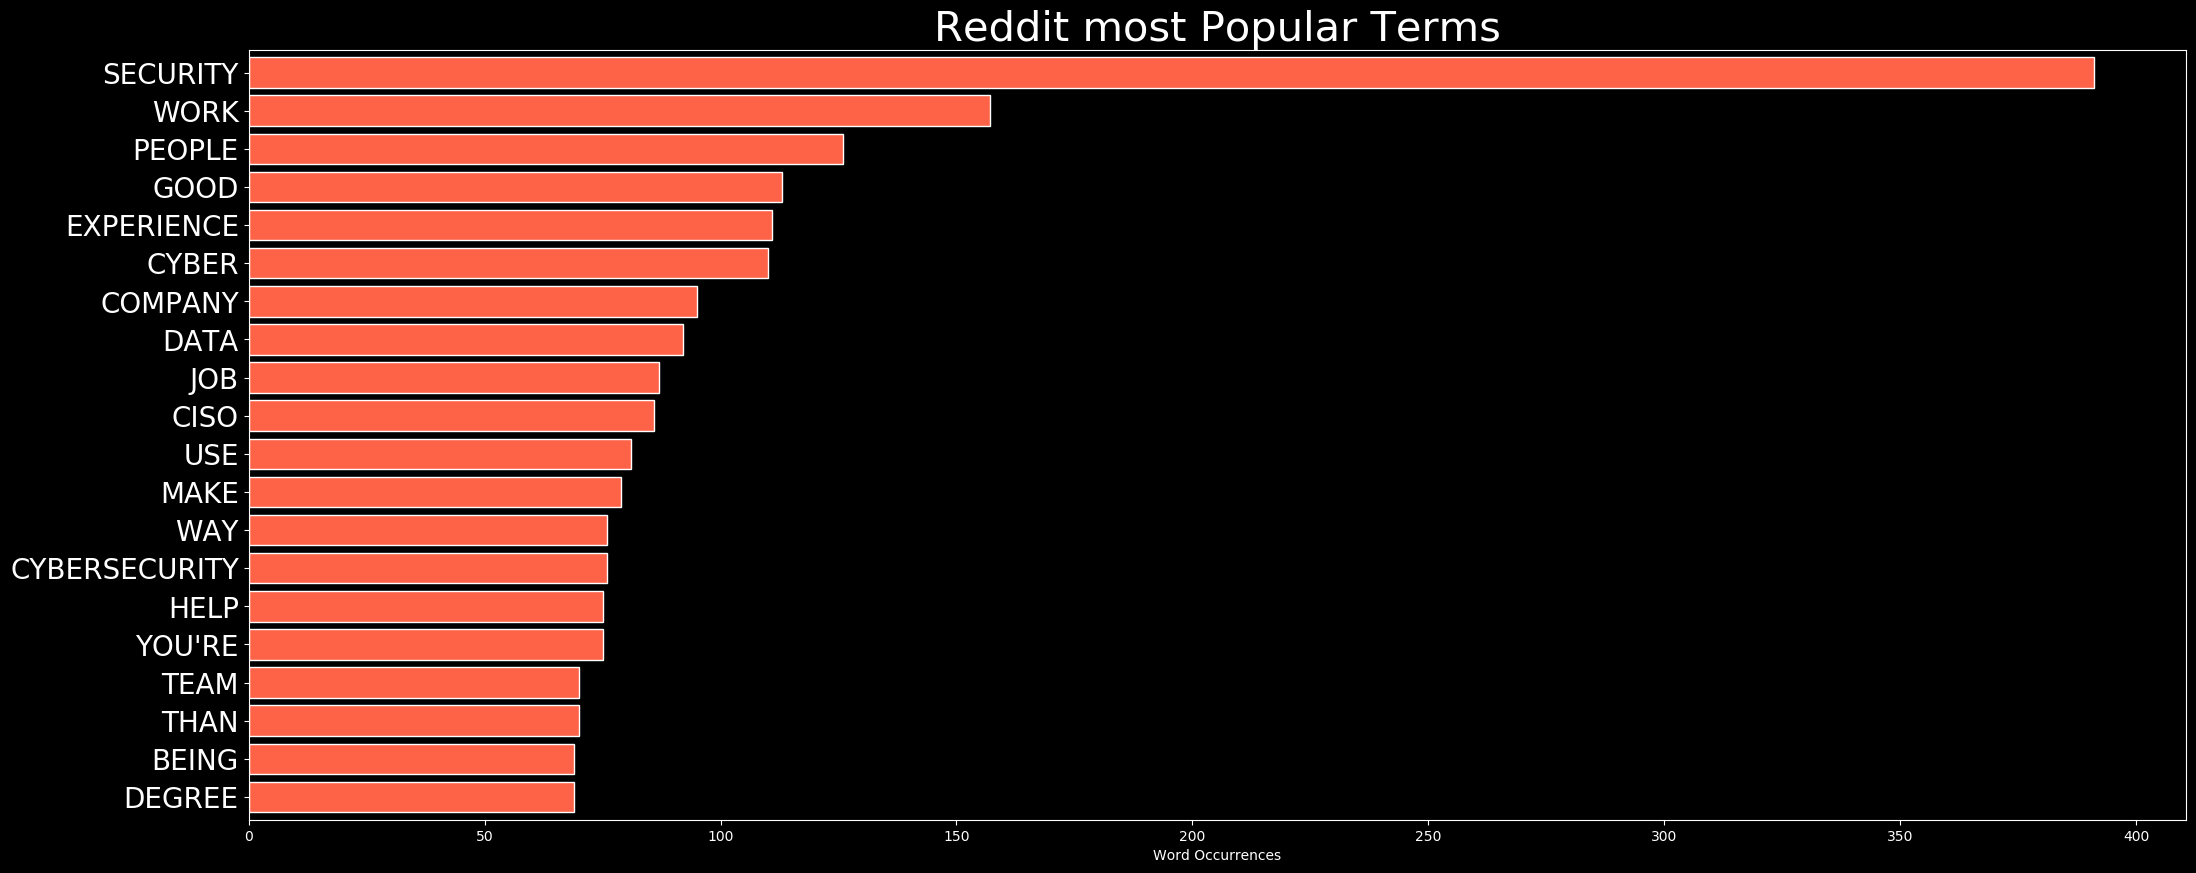 Reddit most Popular Terms
SECURITY
WORK
PEOPLE
GOOD
EXPERIENCE
CYBER
COMPANY
DATA
JOB
CISO
USE
MAKE
WAY
CYBERSECURITY
HELP
YOU'RE
TEAM
THAN
BEING
DEGREE
0 50 100 150 200 250 300 350 400
Word Occurrences